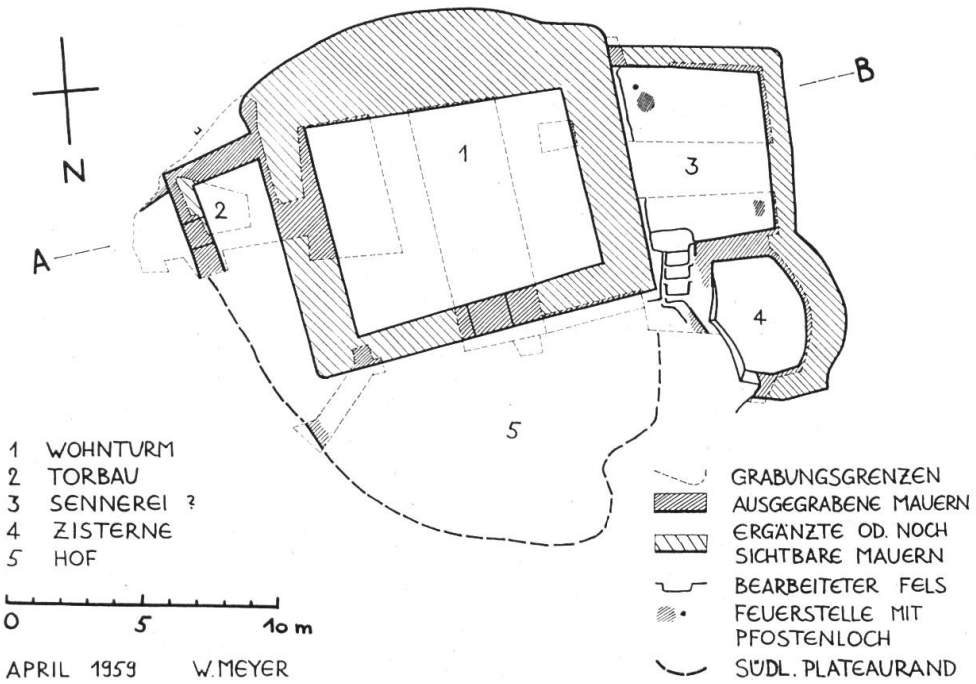 N
A
B
1
2
3
4
5
1 WOHNTURM
2 TORBAU
3 SENNEREI ?
4 ZISTERNE
5 HOF
0 5 10 m
APRIL 1959 W. MEYER
GRABUNGSGRENZEN
AUSGEGRABENE MAUERN
ERGÄNZTE OD. NOCH
SICHTBARE MAUERN
BEARBEITETER FELS
FEUERSTELLE MIT
PFOSTENLOCH
SÜDL. PLATEAURAND